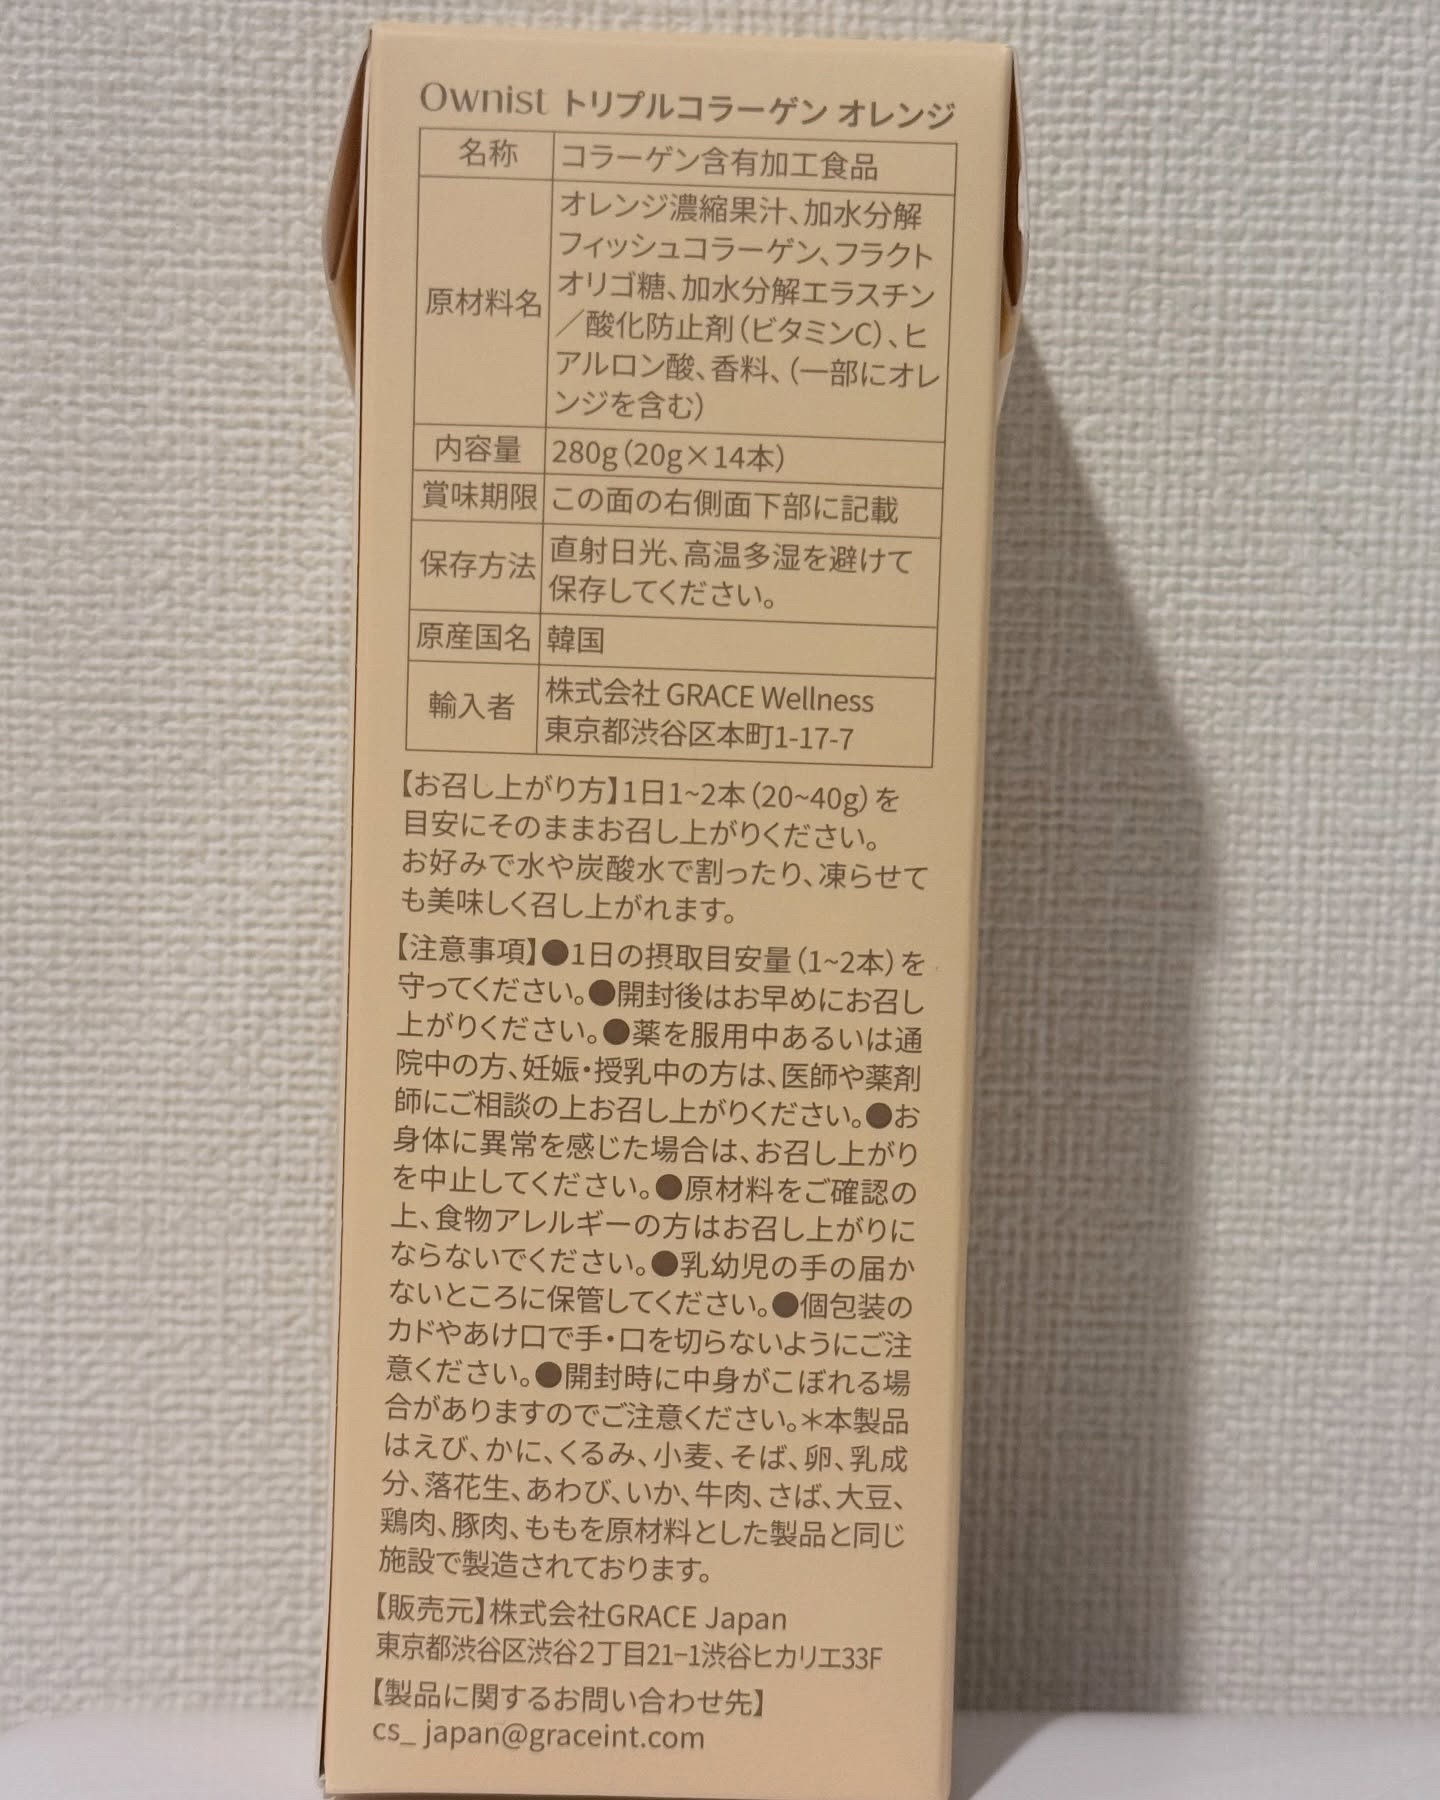 Ownist トリプルコラーゲン オレンジ
名称 コラーゲン含有加工食品
原材料名 オレンジ濃縮果汁、加水分解
フィッシュコラーゲン、フラクト
オリゴ糖、加水分解エラスチン
／酸化防止剤（ビタミンC）、ヒ
アルロン酸、香料、（一部にオレ
ンジを含む）
内容量 280g（20g×14本）
賞味期限 この面の右側面下部に記載
保存方法 直射日光、高温多湿を避けて
保存してください。
原産国名 韓国
輸入者 株式会社 GRACE Wellness
東京都渋谷区本町1-17-7
【お召し上がり方】1日1~2本（20~40g）を
目安にそのままお召し上がりください。
お好みで水や炭酸水で割ったり、凍らせて
も美味しく召し上がれます。
【注意事項】●1日の摂取目安量（1~2本）を
守ってください。●開封後はお早めにお召し
上がりください。●薬を服用中あるいは通
院中の方、妊娠・授乳中の方は、医師や薬剤
師にご相談の上お召し上がりください。●お
身体に異常を感じた場合は、お召し上がり
を中止してください。●原材料をご確認の
上、食物アレルギーの方はお召し上がりに
ならないでください。●乳幼児の手の届か
ないところに保管してください。●個包装の
カドやあけ口で手・口を切らないようにご注
意ください。●開封時に中身がこぼれる場
合がありますのでご注意ください。＊本製品
はえび、かに、くるみ、小麦、そば、卵、乳成
分、落花生、あわび、いか、牛肉、さば、大豆、
鶏肉、豚肉、ももを原材料とした製品と同じ
施設で製造されております。
【販売元】株式会社GRACE Japan
東京都渋谷区渋谷２丁目21−1渋谷ヒカリエ33F
【製品に関するお問い合わせ先】
cs_ japan@graceint.com